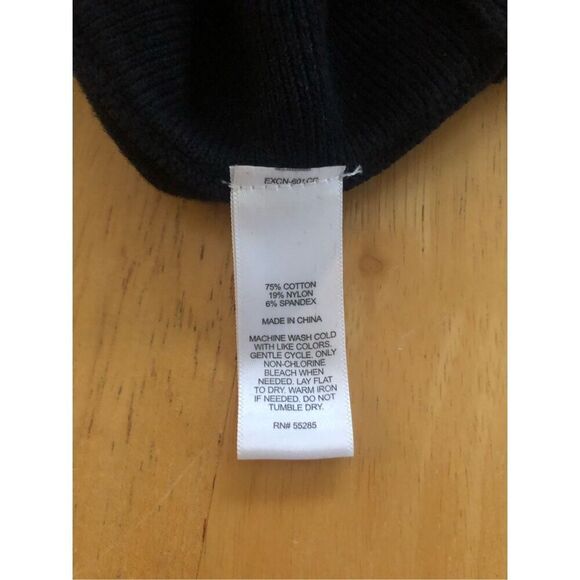 75% COTTON
19% NYLON
6% SPANDEX
MADE IN CHINA
MACHINE WASH COLD
WITH LIKE COLORS.
GENTLE CYCLE. ONLY
NON-CHLORINE
BLEACH WHEN
NEEDED. LAY FLAT
TO DRY. WARM IRON
IF NEEDED. DO NOT
TUMBLE DRY.
RN# 55285